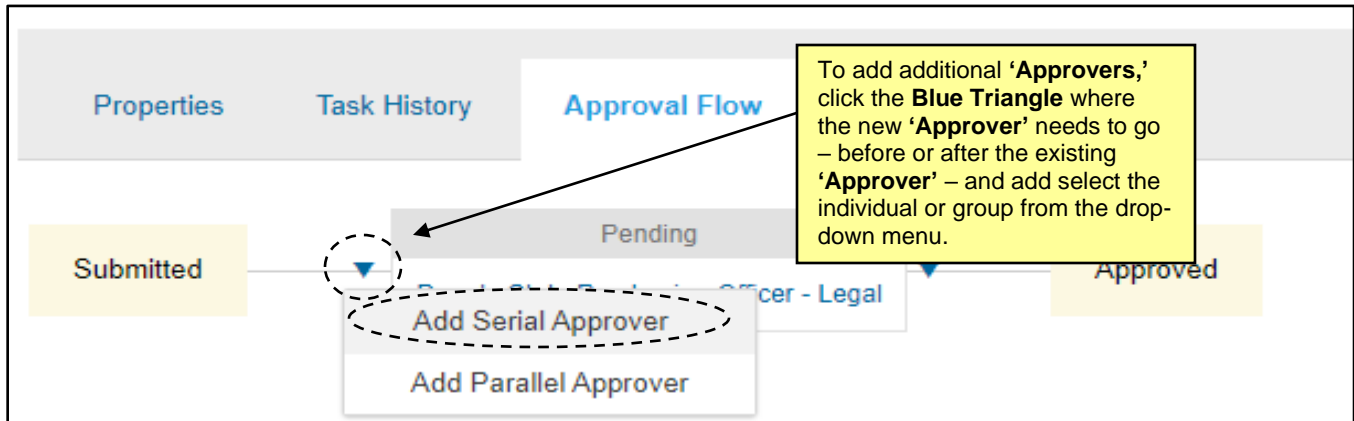 Properties
Task History
Approval Flow
To add additional ‘Approvers,’
click the Blue Triangle where
the new ‘Approver’ needs to go
– before or after the existing
‘Approver’ – and add select the
individual or group from the drop-
down menu.
Pending
Submitted
Approved
Officer - Legal
Add Serial Approver
Add Parallel Approver